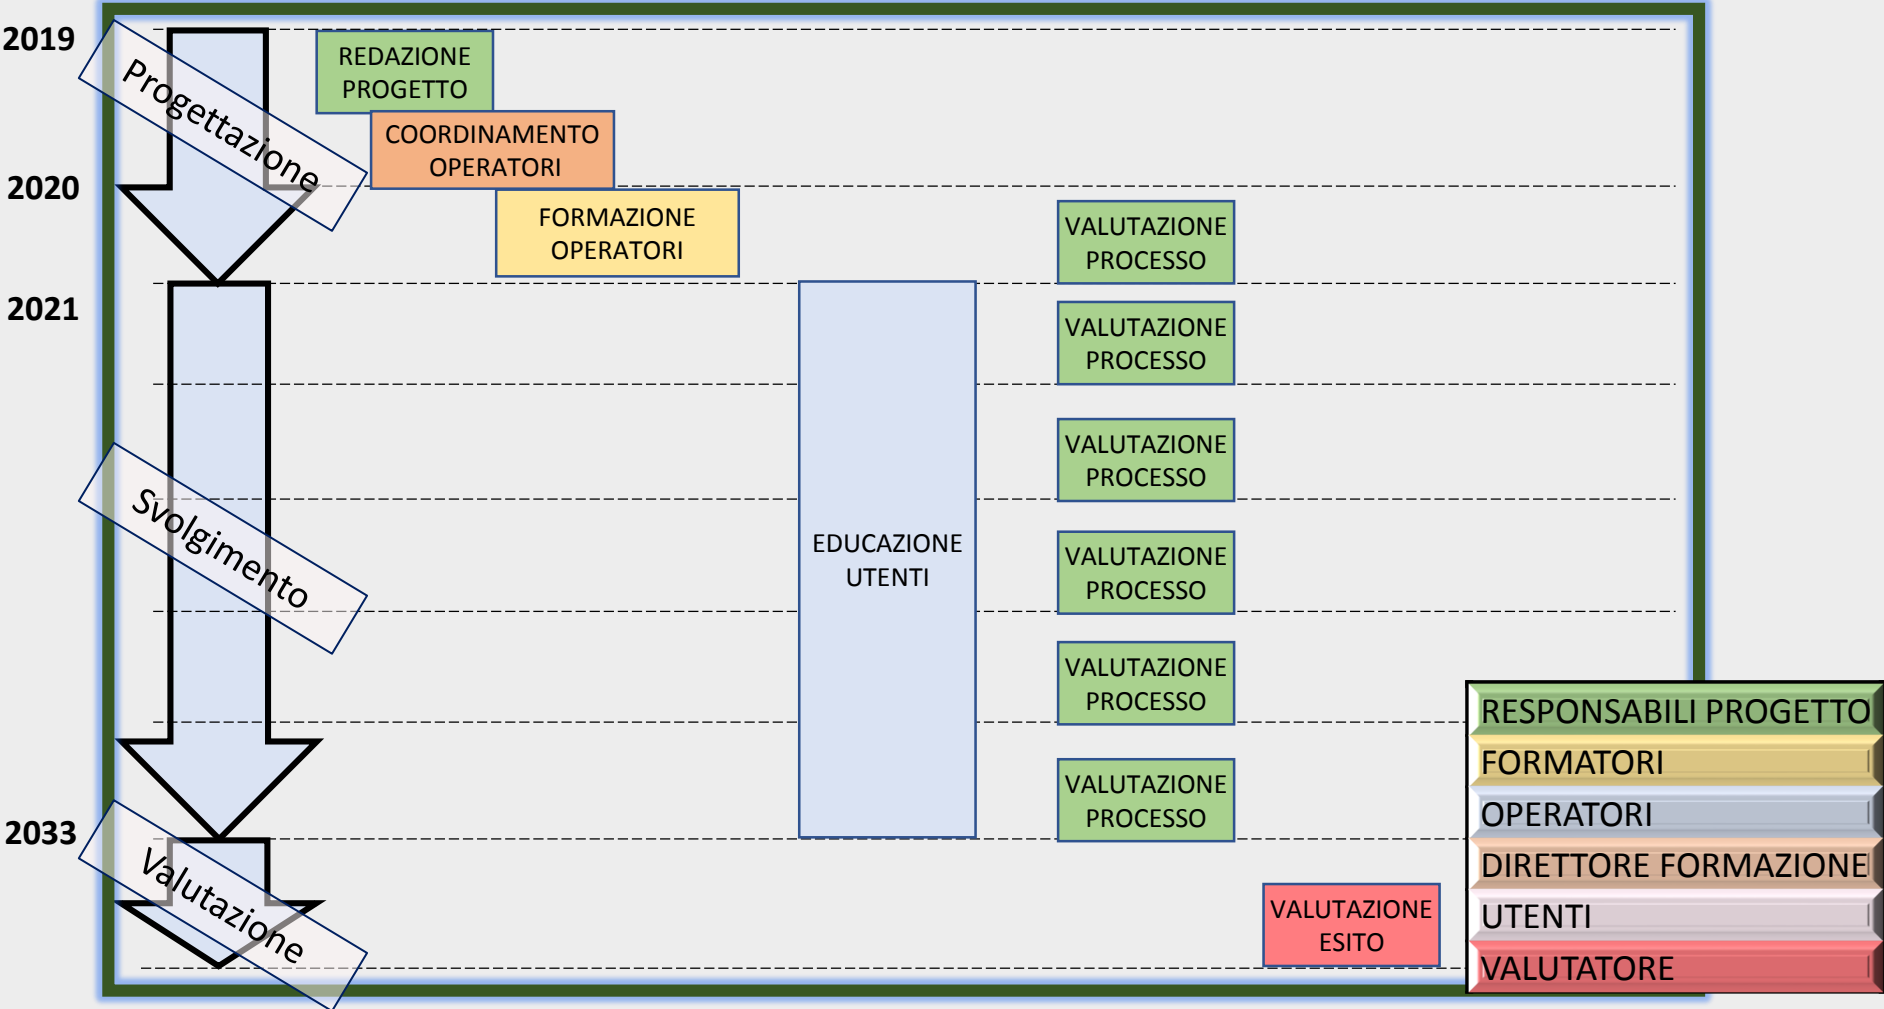 2019
Progettazione
REDAZIONE
PROGETTO
COORDINAMENTO
OPERATORI
2020
FORMAZIONE
OPERATORI
VALUTAZIONE
PROCESSO
2021
VALUTAZIONE
PROCESSO
VALUTAZIONE
PROCESSO
Svolgimento
EDUCAZIONE
UTENTI
VALUTAZIONE
PROCESSO
VALUTAZIONE
PROCESSO
VALUTAZIONE
PROCESSO
2033
Valutazione
VALUTAZIONE
ESITO
RESPONSABILI PROGETTO
FORMATORI
OPERATORI
DIRETTORE FORMAZIONE
UTENTI
VALUTATORE